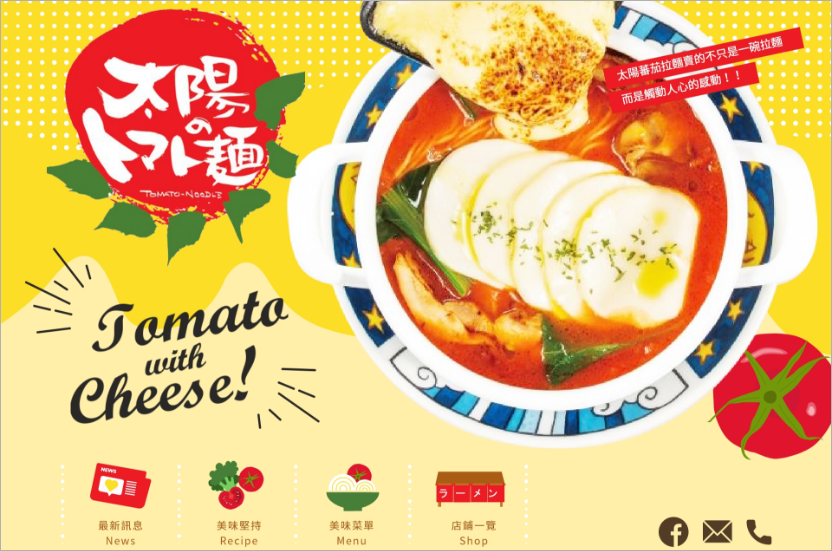 太陽
の
トマト麺
TOMATO-NOODLE
太陽蕃茄拉麵賣的不只是一碗拉麵
而是觸動人心的感動！！
Tomato
with
Cheese!
NEWS
最新訊息
News
美味堅持
Recipe
美味菜單
Menu
ラーメン
店鋪一覽
Shop